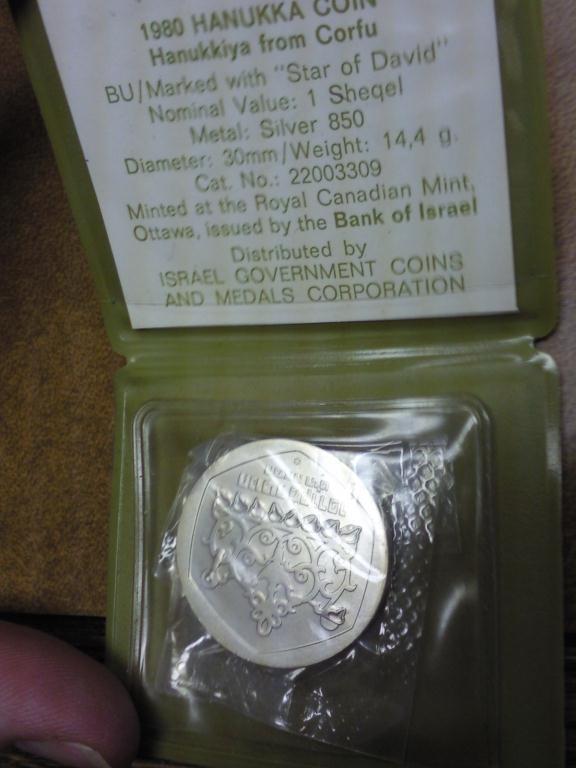 1980 HANUKKA COIN
Hanukkiya from Corfu
BU/Marked with "Star of David"
Nominal Value: 1 Sheqel
Metal: Silver 850
Diameter: 30mm/Weight: 14,4 g.
Cat. No.: 22003309
Minted at the Royal Canadian Mint,
Ottawa, issued by the Bank of Israel
Distributed by
ISRAEL GOVERNMENT COINS
AND MEDALS CORPORATION